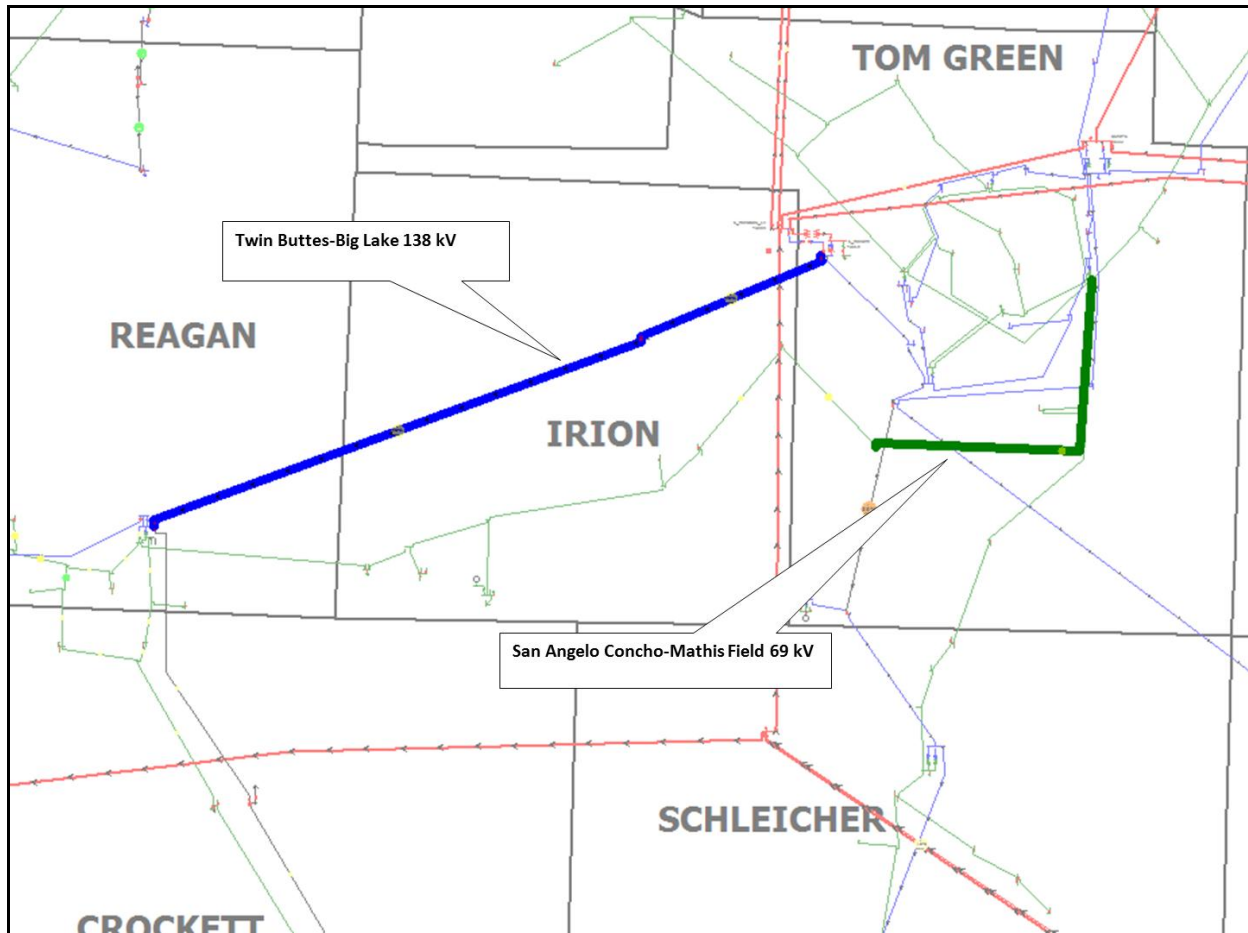 TOM GREEN
Twin Buttes-Big Lake 138 kV
REAGAN
IRION
San Angelo Concho-Mathis Field 69 kV
SCHLEICHER
CROCKETT